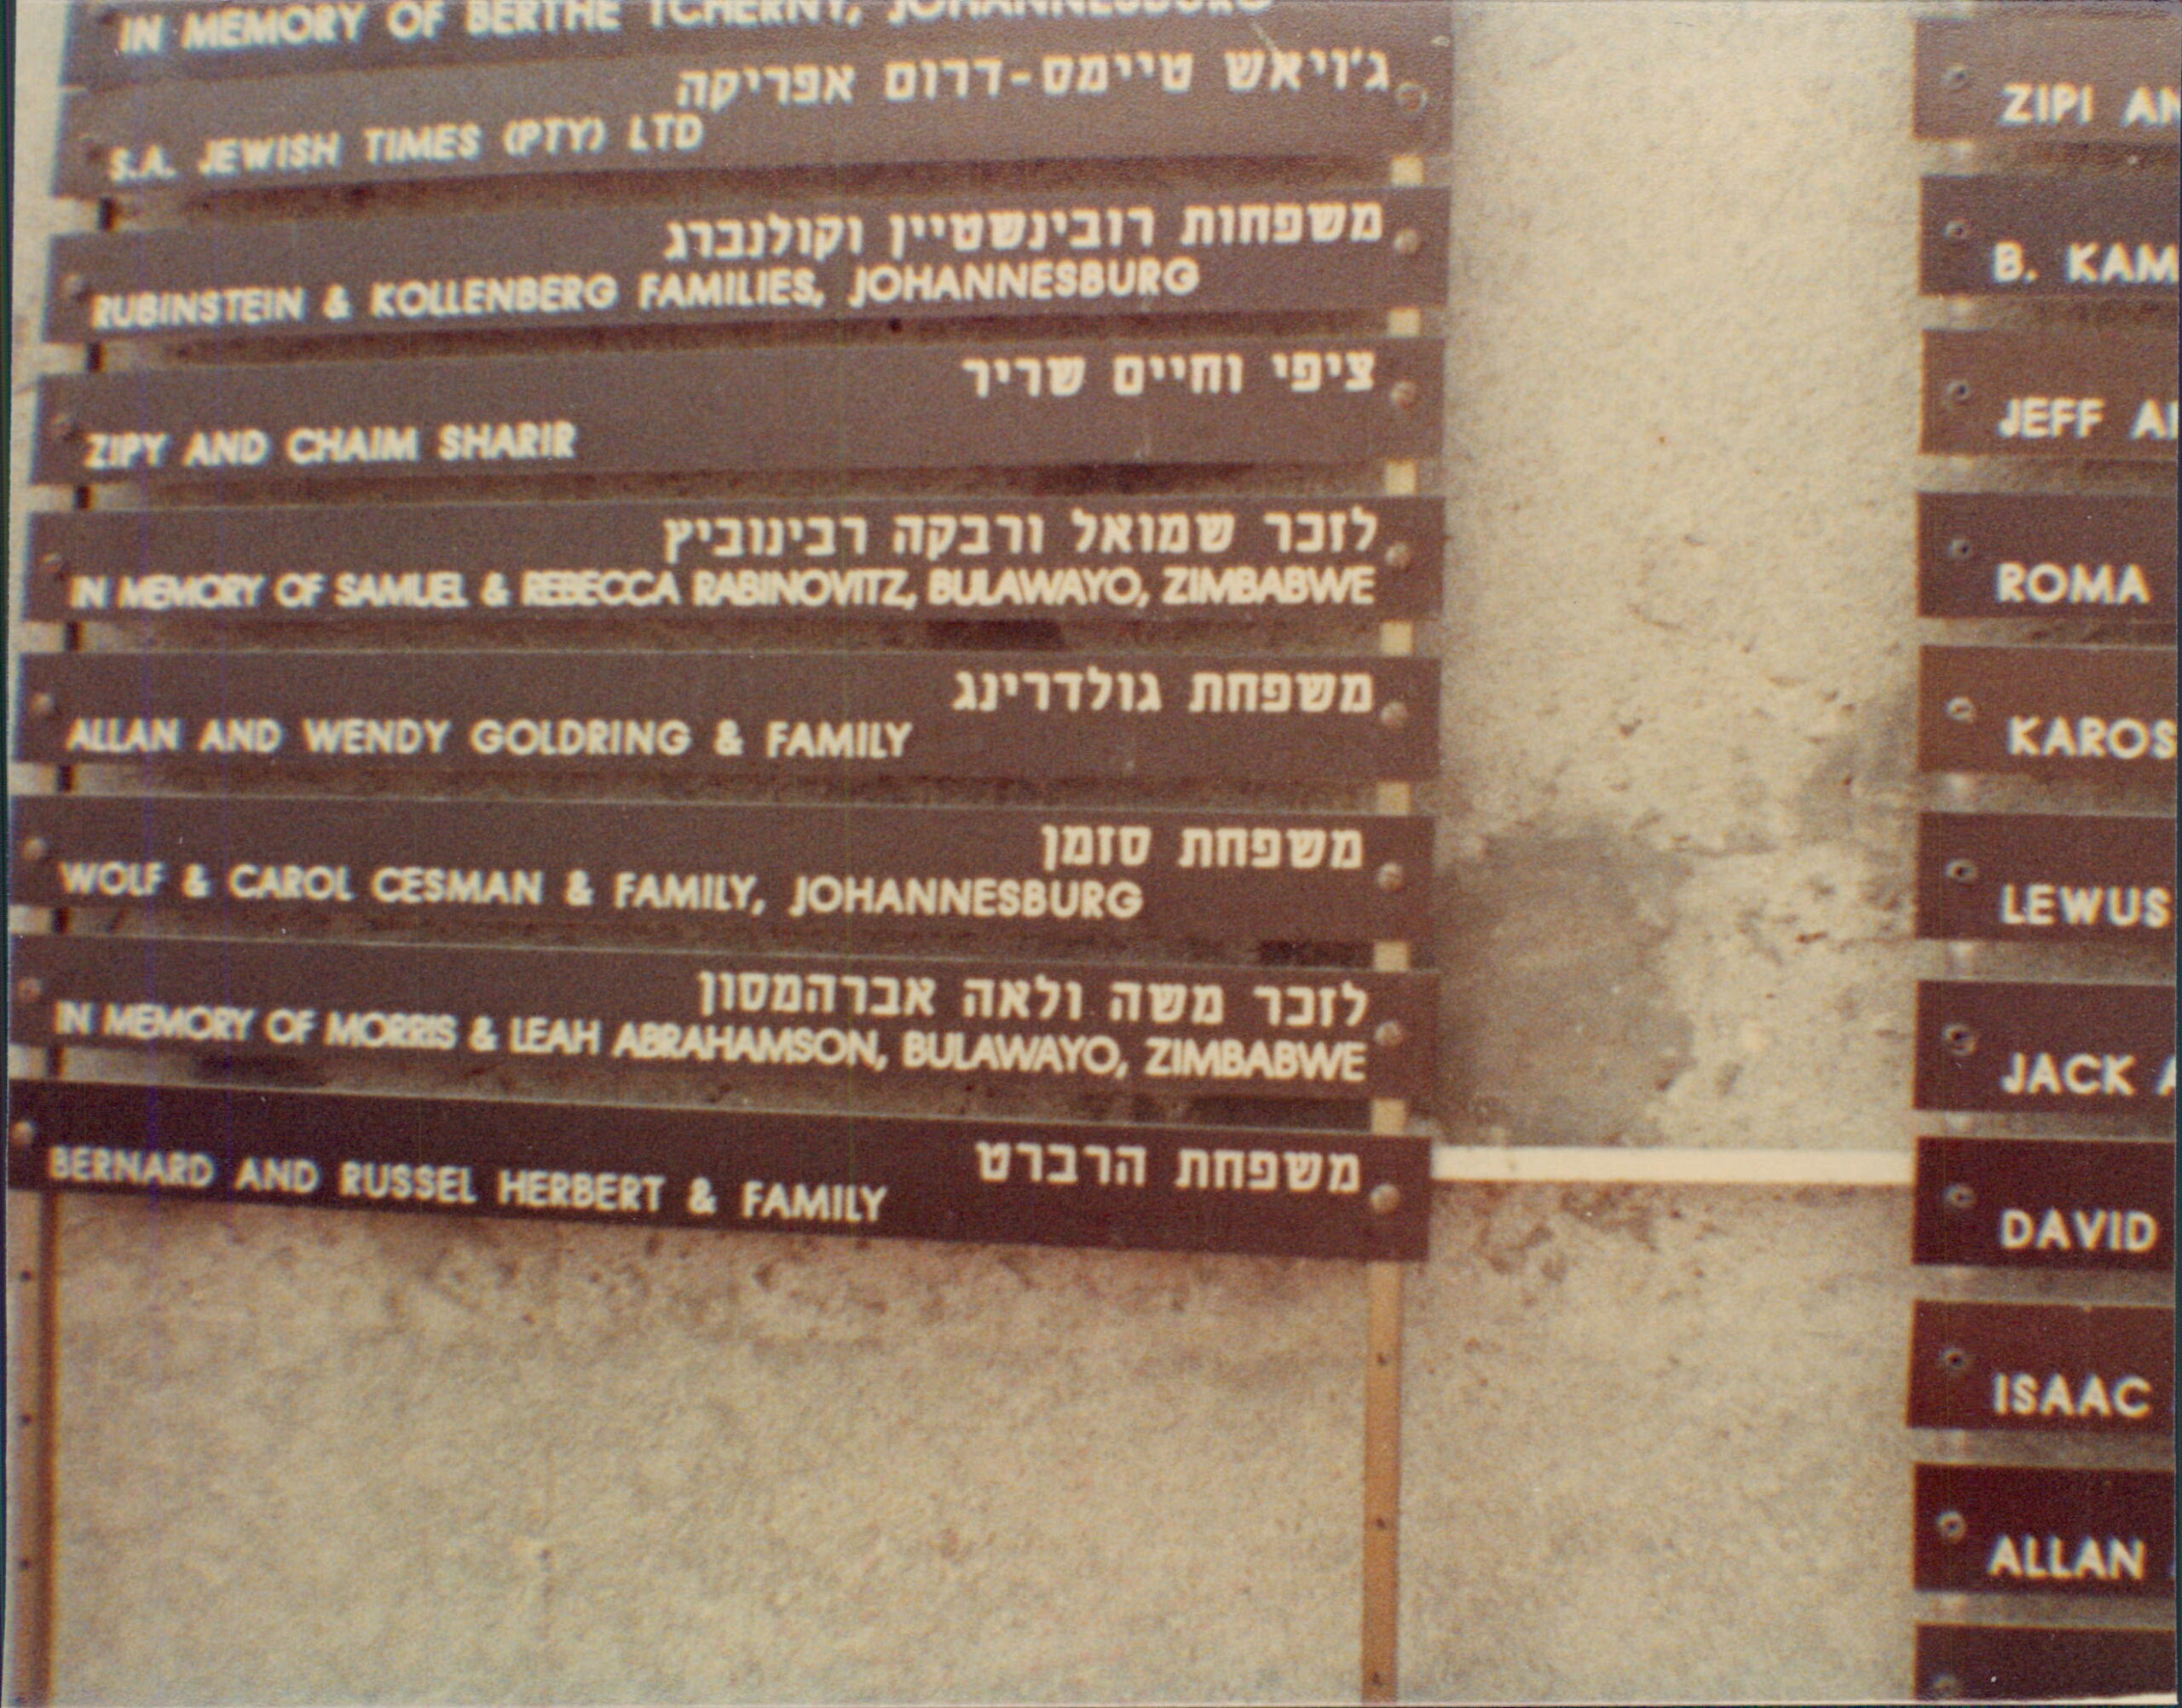 IN MEMORY OF BERTHE TCHERNY, JOHANNESBURG
ג'ויאש טיימס-דרום אפריקה
S.A. JEWISH TIMES (PTY) LTD
משפחות רובינשטיין וקולנברג
RUBINSTEIN & KOLLENBERG FAMILIES, JOHANNESBURG
ציפי וחיים שריר
ZIPY AND CHAIM SHARIR
לזכר שמואל ורבקה רבינוביץ
IN MEMORY OF SAMUEL & REBECCA RABINOVITZ, BULAWAYO, ZIMBABWE
משפחת גולדרינג
ALLAN AND WENDY GOLDRING & FAMILY
משפחת סזמן
WOLF & CAROL CESMAN & FAMILY, JOHANNESBURG
לזכר משה ולאה אברהמסון
IN MEMORY OF MORRIS & LEAH ABRAHAMSON, BULAWAYO, ZIMBABWE
משפחת הרברט
BERNARD AND RUSSEL HERBERT & FAMILY
ZIPI AN
B. KAM
JEFF
ROMA
KAROS
LEWUS
JACK
DAVID
ISAAC
ALLAN